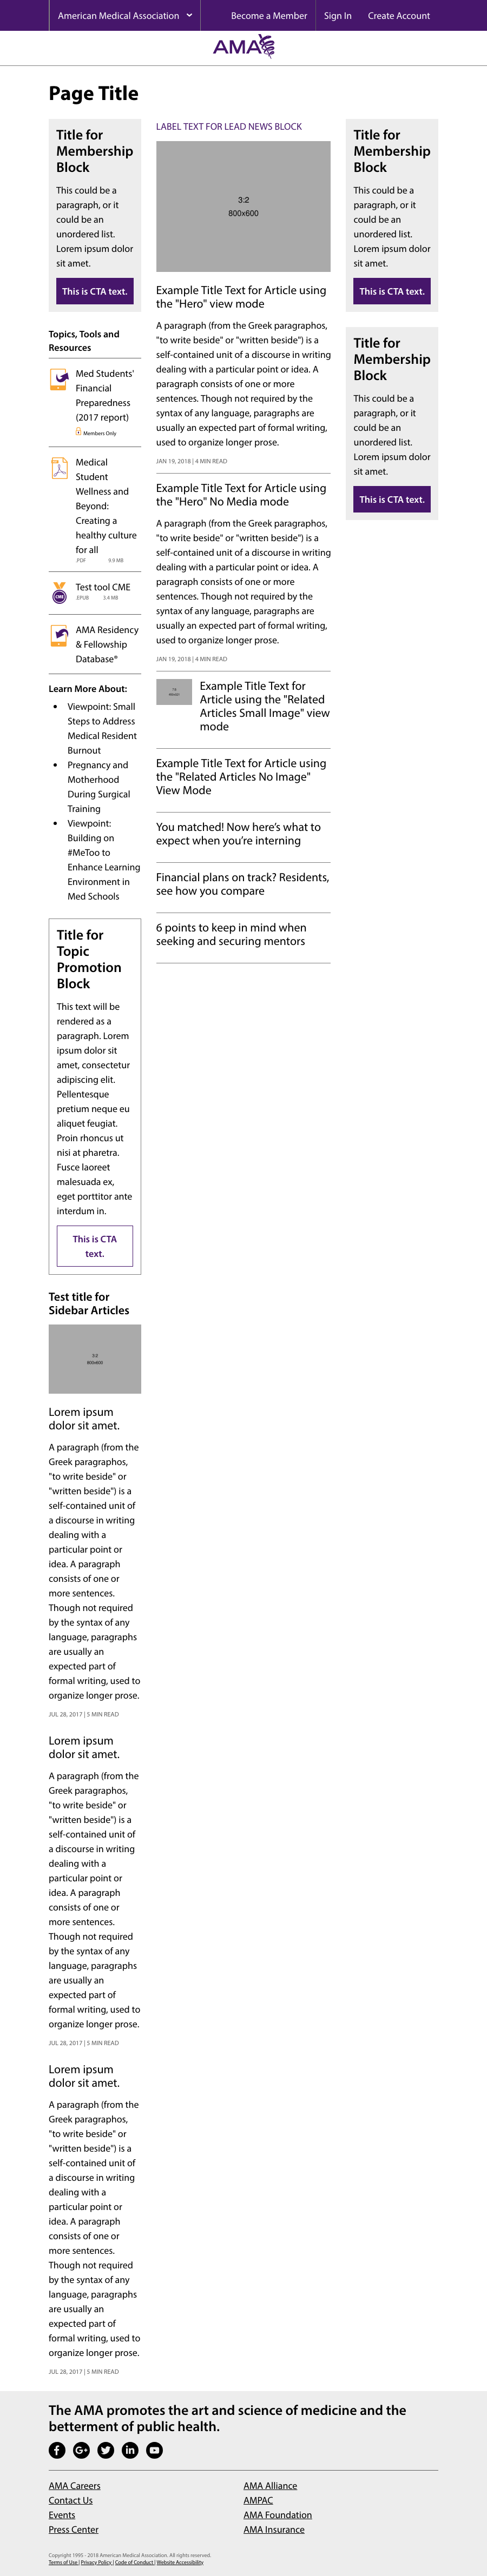 American Medical Association
Become a Member
Sign In
Create Account
AMA
Page Title
Title for
Membership
Block
This could be a
paragraph, or it
could be an
unordered list.
Lorem ipsum dolor
sit amet.
This is CTA text.
Topics, Tools and
Resources
Med Students'
Financial
Preparedness
(2017 report)
Members Only
Medical
Student
Wellness and
Beyond:
Creating a
healthy culture
for all
.PDF 9.9 MB
CME
Test tool CME
.EPUB 3.4 MB
AMA Residency
& Fellowship
Database®
Learn More About:
• Viewpoint: Small
Steps to Address
Medical Resident
Burnout
• Pregnancy and
Motherhood
During Surgical
Training
• Viewpoint:
Building on
#MeToo to
Enhance Learning
Environment in
Med Schools
Title for
Topic
Promotion
Block
This text will be
rendered as a
paragraph. Lorem
ipsum dolor sit
amet, consectetur
adipiscing elit.
Pellentesque
pretium neque eu
aliquet feugiat.
Proin rhoncus ut
nisi at pharetra.
Fusce laoreet
malesuada ex,
eget porttitor ante
interdum in.
This is CTA
text.
Test title for
Sidebar Articles
3:2
800x600
Lorem ipsum
dolor sit amet.
A paragraph (from the
Greek paragraphos,
"to write beside" or
"written beside") is a
self-contained unit of
a discourse in writing
dealing with a
particular point or
idea. A paragraph
consists of one or
more sentences.
Though not required
by the syntax of any
language, paragraphs
are usually an
expected part of
formal writing, used to
organize longer prose.
JUL 28, 2017 | 5 MIN READ
Lorem ipsum
dolor sit amet.
A paragraph (from the
Greek paragraphos,
"to write beside" or
"written beside") is a
self-contained unit of
a discourse in writing
dealing with a
particular point or
idea. A paragraph
consists of one or
more sentences.
Though not required
by the syntax of any
language, paragraphs
are usually an
expected part of
formal writing, used to
organize longer prose.
JUL 28, 2017 | 5 MIN READ
Lorem ipsum
dolor sit amet.
A paragraph (from the
Greek paragraphos,
"to write beside" or
"written beside") is a
self-contained unit of
a discourse in writing
dealing with a
particular point or
idea. A paragraph
consists of one or
more sentences.
Though not required
by the syntax of any
language, paragraphs
are usually an
expected part of
formal writing, used to
organize longer prose.
JUL 28, 2017 | 5 MIN READ
LABEL TEXT FOR LEAD NEWS BLOCK
3:2
800x600
Example Title Text for Article using
the "Hero" view mode
A paragraph (from the Greek paragraphos,
"to write beside" or "written beside") is a
self-contained unit of a discourse in writing
dealing with a particular point or idea. A
paragraph consists of one or more
sentences. Though not required by the
syntax of any language, paragraphs are
usually an expected part of formal writing,
used to organize longer prose.
JAN 19, 2018 | 4 MIN READ
Example Title Text for Article using
the "Hero" No Media mode
A paragraph (from the Greek paragraphos,
"to write beside" or "written beside") is a
self-contained unit of a discourse in writing
dealing with a particular point or idea. A
paragraph consists of one or more
sentences. Though not required by the
syntax of any language, paragraphs are
usually an expected part of formal writing,
used to organize longer prose.
JAN 19, 2018 | 4 MIN READ
Example Title Text for
Article using the "Related
Articles Small Image" view
mode
Example Title Text for Article using
the "Related Articles No Image"
View Mode
You matched! Now here's what to
expect when you're interning
Financial plans on track? Residents,
see how you compare
6 points to keep in mind when
seeking and securing mentors
Title for
Membership
Block
This could be a
paragraph, or it
could be an
unordered list.
Lorem ipsum dolor
sit amet.
This is CTA text.
Title for
Membership
Block
This could be a
paragraph, or it
could be an
unordered list.
Lorem ipsum dolor
sit amet.
This is CTA text.
The AMA promotes the art and science of medicine and the
betterment of public health.
AMA Careers
Contact Us
Events
Press Center
AMA Alliance
AMPAC
AMA Foundation
AMA Insurance
Copyright 1995 - 2018 American Medical Association. All rights reserved.
Terms of Use | Privacy Policy | Code of Conduct | Website Accessibility